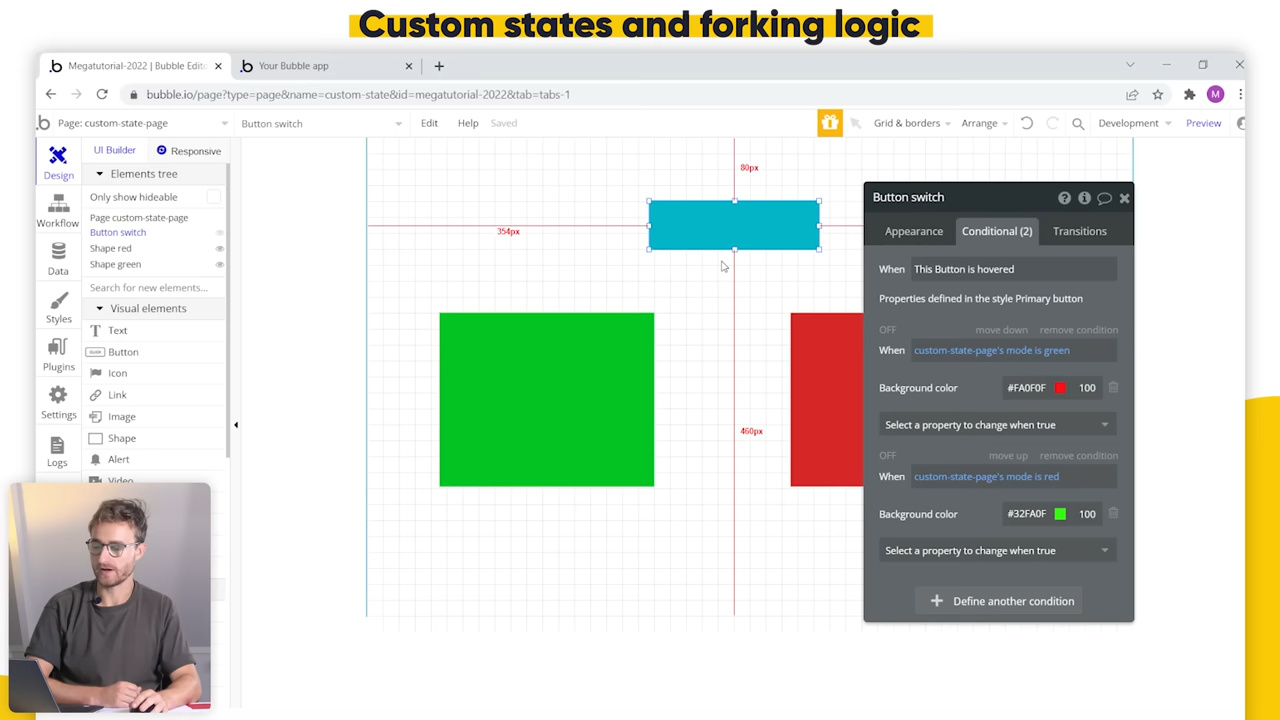 Custom states and forking logic
Megatutorial-2022 | Bubble Edito
Your Bubble app
bubble.io/page?type=page&name=custom-state&id=megatutorial-2022&tab=tabs-1
M
Page: custom-state-page
Button switch
Edit
Help
Saved
Grid & borders
Arrange
Development
Preview
Design
Workflow
Data
Styles
Plugins
Settings
Logs
UI Builder
Responsive
Elements tree
Only show hideable
Page custom-state-page
Button switch
Shape red
Shape green
Search for new elements...
Visual elements
Text
Button
Icon
Link
Image
Shape
Alert
Video
80px
354px
460px
Button switch
Appearance
Conditional (2)
Transitions
When This Button is hovered
Properties defined in the style Primary button
OFF move down remove condition
When custom-state-page's mode is green
Background color #FA0F0F 100
Select a property to change when true
OFF move up remove condition
When custom-state-page's mode is red
Background color #32FA0F 100
Select a property to change when true
Define another condition